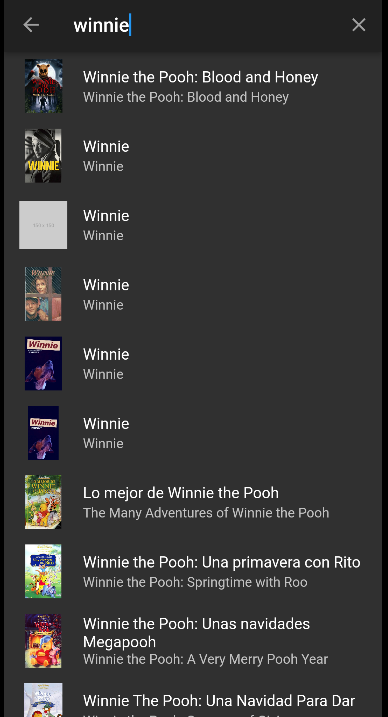 winnie
Winnie the Pooh: Blood and Honey
Winnie the Pooh: Blood and Honey
WINNIE
Winnie
Winnie
Winnie
Winnie
Winnie
Winnie
Winnie
Winnie
Winnie
Winnie
Winnie
Winnie
Lo mejor de Winnie the Pooh
The Many Adventures of Winnie the Pooh
Winnie the Pooh: Una primavera con Rito
Winnie the Pooh: Springtime with Roo
Winnie the Pooh: Unas navidades
Megapooh
Winnie the Pooh: A Very Merry Pooh Year
Winnie The Pooh: Una Navidad Para Dar